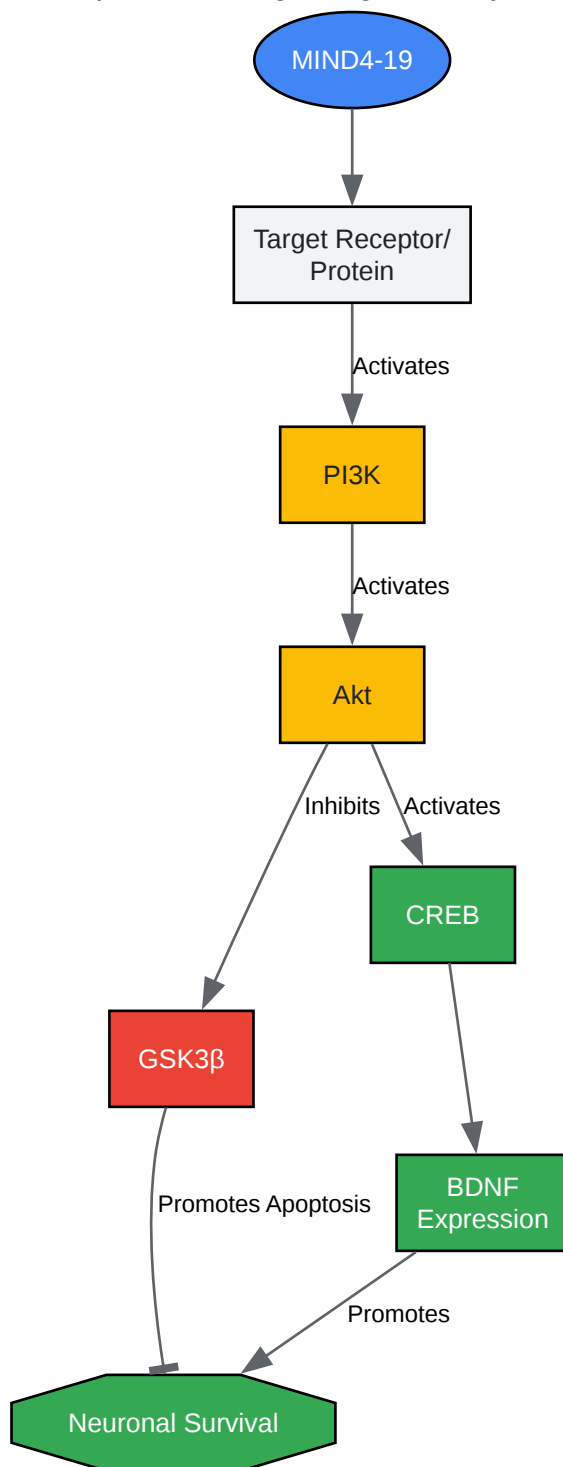 MIND4-19
Target Receptor/
Protein
Activates
PI3K
Activates
Akt
Inhibits
Activates
CREB
GSK3β
BDNF
Expression
Promotes Apoptosis
Promotes
Neuronal Survival